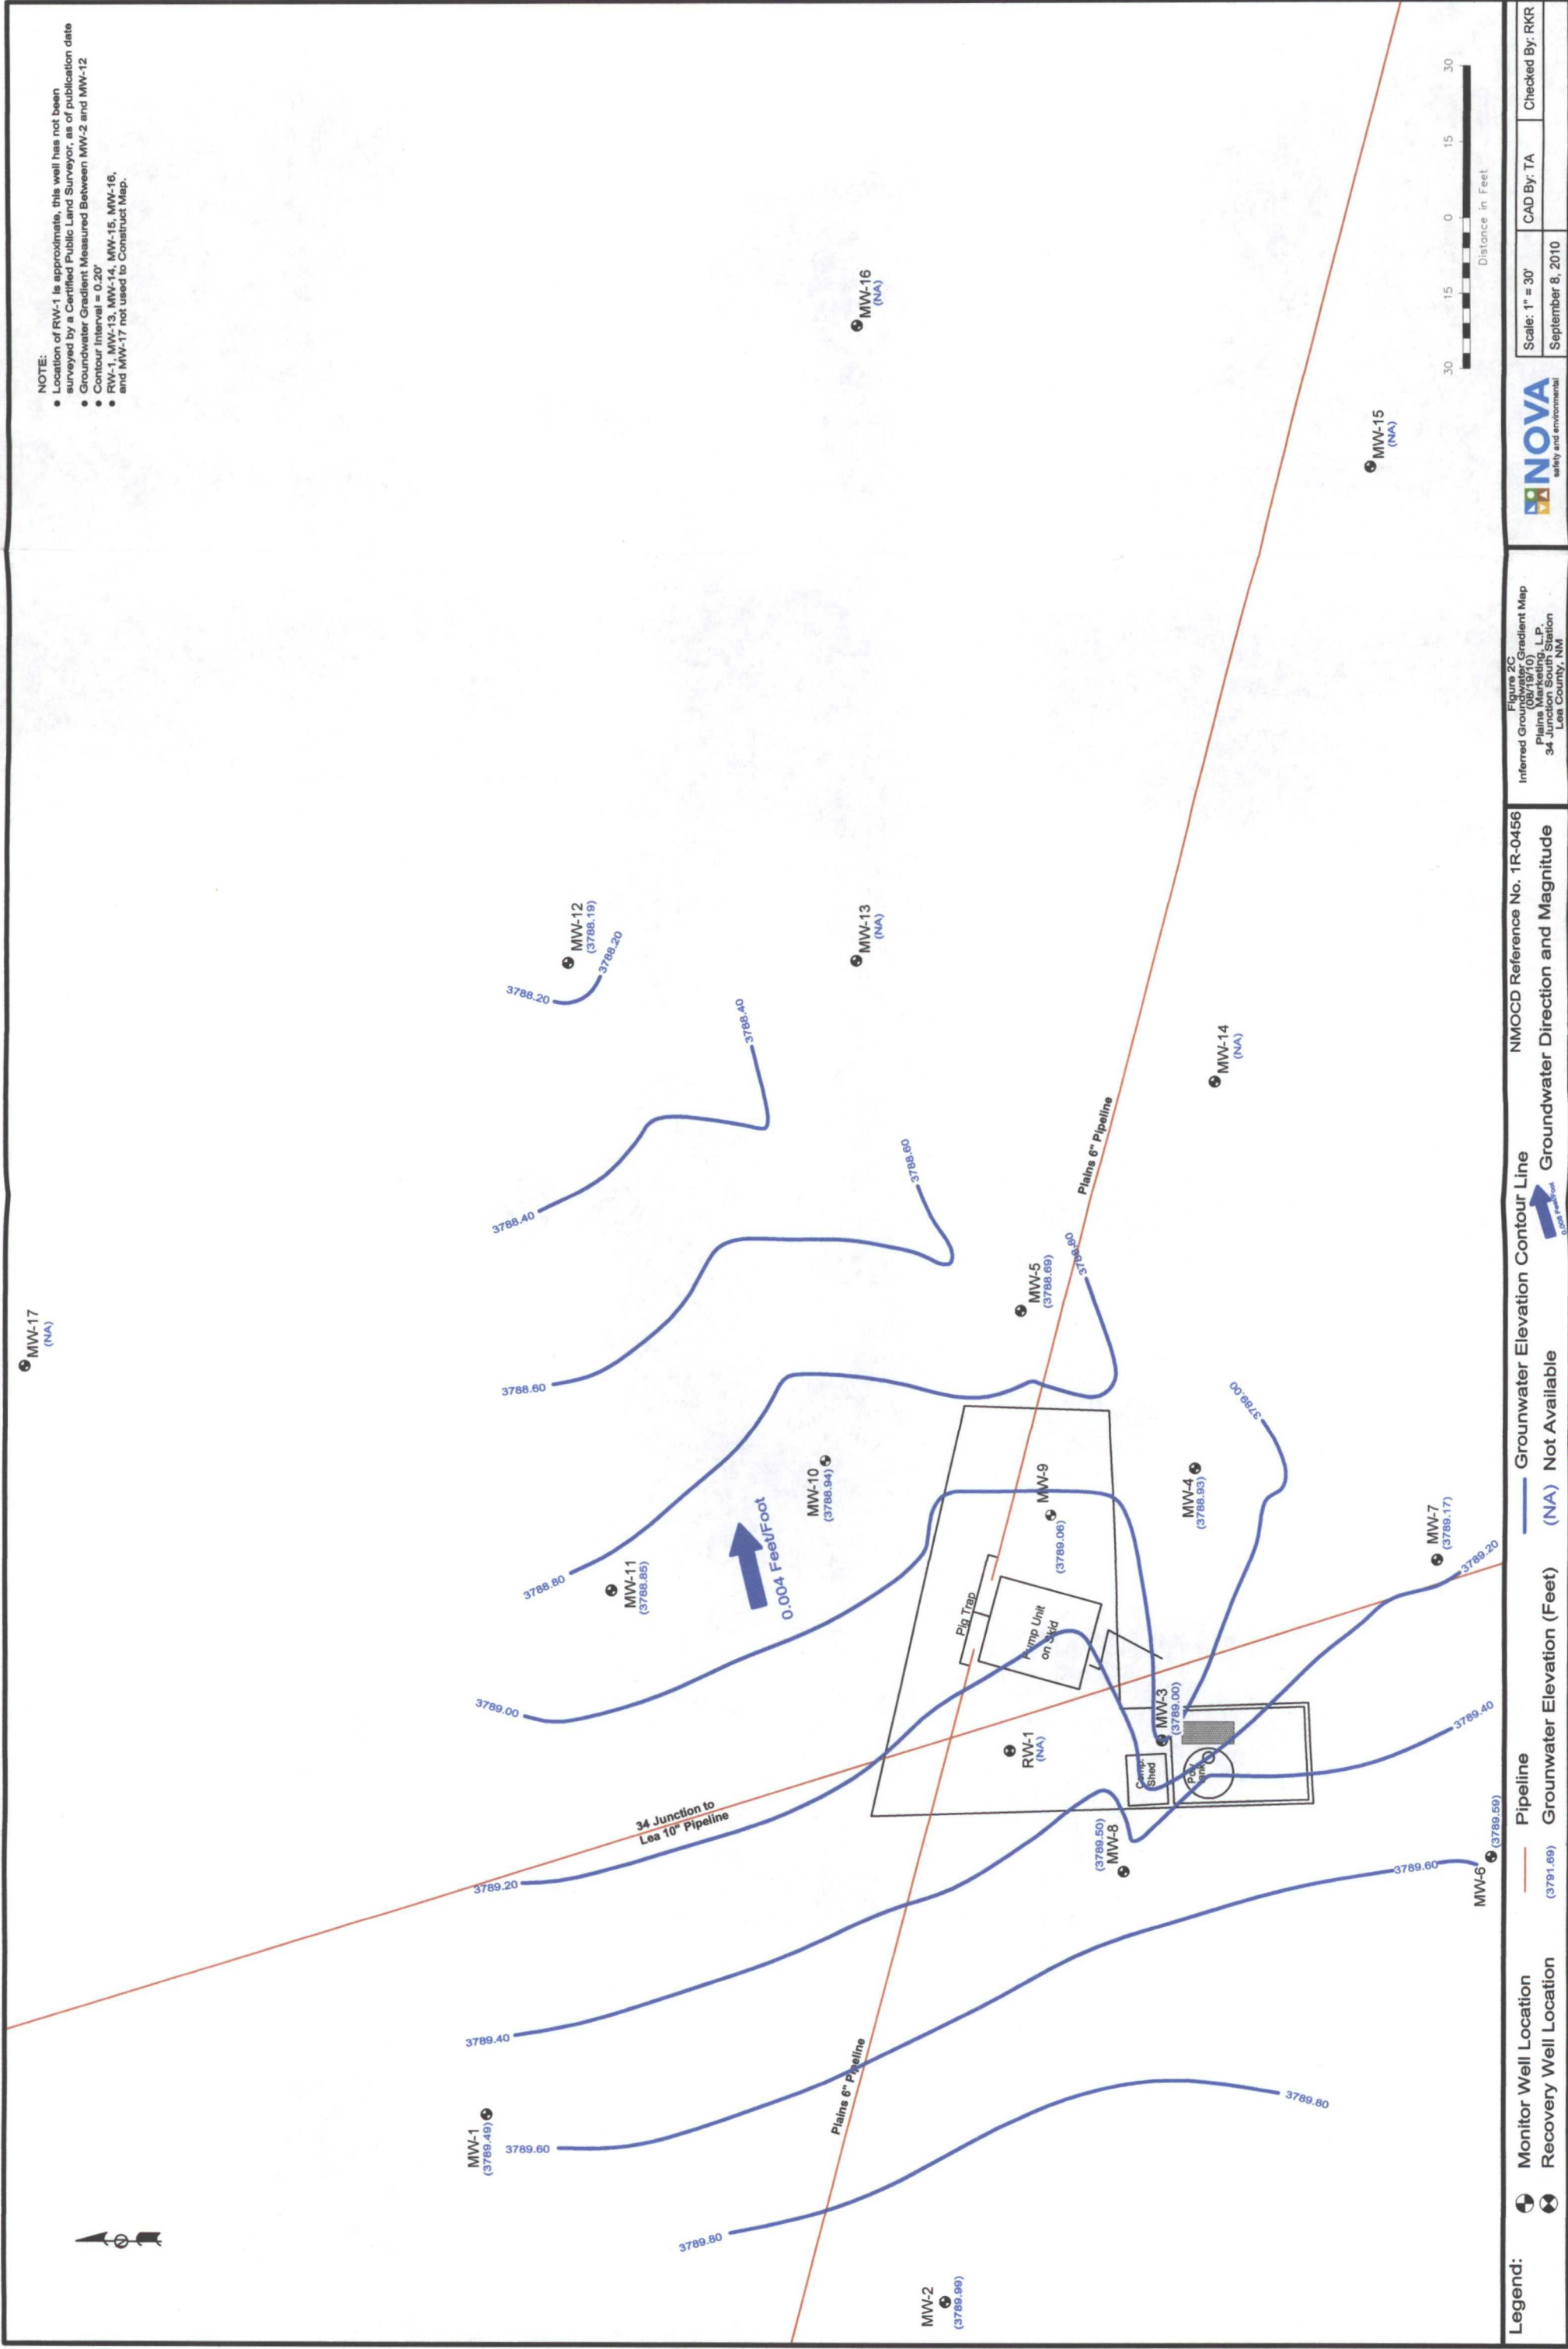 NOTE:
• Location of RW-1 is approximate, this well has not been
surveyed by a Certified Public Land Surveyor, as of publication date
• Groundwater Gradient Measured Between MW-2 and MW-12
• Contour Interval = 0.20'
• RW-1, MW-13, MW-14, MW-15, MW-16,
and MW-17 not used to Construct Map.
MW-17
(NA)
MW-1
(3789.49)
3789.60
3789.40
3789.20
3789.00
3788.80
3788.60
3788.40
3788.20
MW-12
(3788.19)
3788.20
MW-11
(3788.85)
34 Junction to
Lea 10" Pipeline
3789.80
0.004 Feet/Foot
3788.40
MW-10
(3788.94)
MW-13
(NA)
MW-16
(NA)
Plains 6" Pipeline
MW-2
(3789.99)
3788.60
Pig Trap
Pump Unit
on Skid
RW-1
(NA)
MW-9
(3789.06)
MW-5
(3788.69)
3788.80
Plains 6" Pipeline
(3789.50)
MW-8
Comp.
Shed
MW-3
(3789.00)
Poly
Tank
MW-4
(3788.93)
MW-14
(NA)
3789.00
3789.80
MW-15
(NA)
3789.60
3789.40
3789.20
MW-7
(3789.17)
MW-6
(3789.59)
30
15
0
15
30
Distance in Feet
Legend:
Monitor Well Location
Recovery Well Location
Pipeline
(3791.69)
Grounwater Elevation (Feet)
Grounwater Elevation Contour Line
(NA)
Not Available
0.005 Feet/Foot
Groundwater Direction and Magnitude
NMOCD Reference No. 1R-0456
Figure 2C
Inferred Groundwater Gradient Map
(08/19/10)
Plains Marketing, L.P.
34 Junction South Station
Lea County, NM
NOVA
safety and environmental
Scale: 1" = 30'
CAD By: TA
Checked By: RKR
September 8, 2010